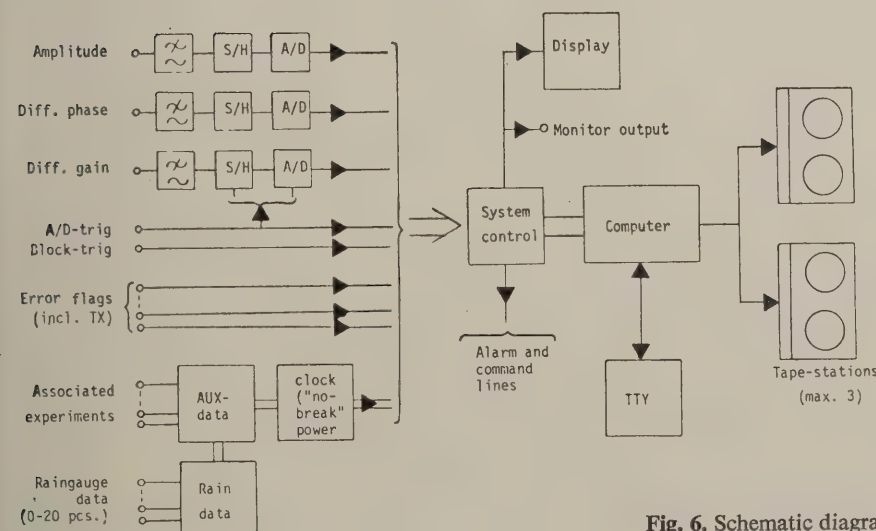 Amplitude
S/H
A/D
Diff. phase
S/H
A/D
Diff. gain
S/H
A/D
A/D-trig
Block-trig
Error flags
(incl. TX)
Associated
experiments
AUX-
data
clock
("no-
break"
power
Raingauge
data
(0-20 pcs.)
Rain
data
Display
Monitor output
System
control
Computer
Alarm and
command
lines
TTY
Tape-stations
(max. 3)
Fig. 6. Schematic diagra